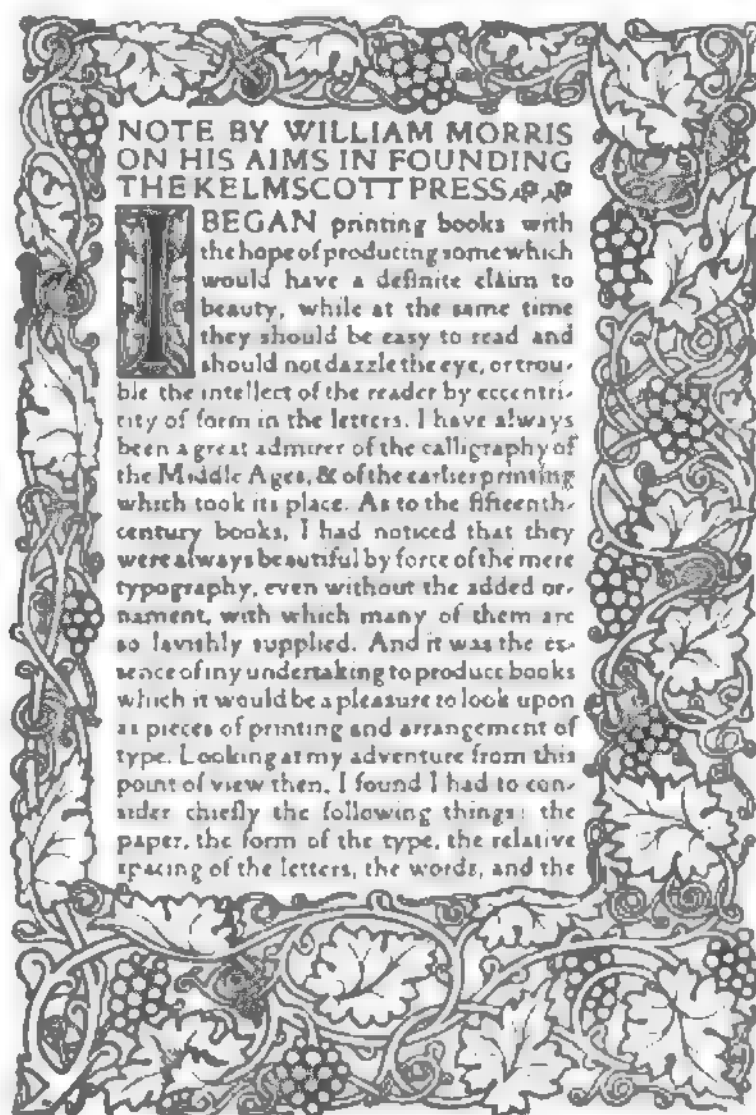 NOTE BY WILLIAM MORRIS
ON HIS AIMS IN FOUNDING
THE KELMSCOTT PRESS
I BEGAN printing books with
the hope of producing some which
would have a definite claim to
beauty, while at the same time
they should be easy to read and
should not dazzle the eye, or trou-
ble the intellect of the reader by eccentri-
city of form in the letters. I have always
been a great admirer of the calligraphy of
the Middle Ages, & of the earlier printing
which took its place. As to the fifteenth-
century books, I had noticed that they
were always beautiful by force of the mere
typography, even without the added or-
nament, with which many of them are
so lavishly supplied. And it was the es-
sence of my undertaking to produce books
which it would be a pleasure to look upon
as pieces of printing and arrangement of
type. Looking at my adventure from this
point of view then, I found I had to con-
sider chiefly the following things: the
paper, the form of the type, the relative
spacing of the letters, the words, and the